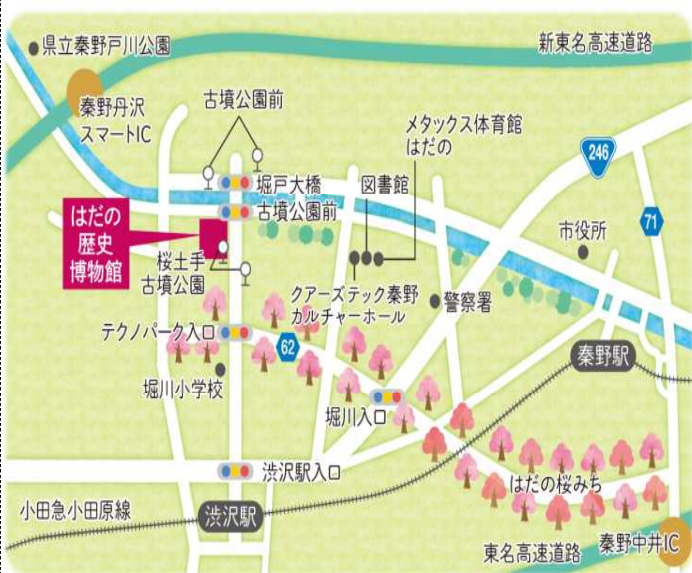 県立秦野戸川公園
新東名高速道路
秦野丹沢
スマートIC
古墳公園前
メタックス体育館
はだの
246
堀戸大橋
図書館
古墳公園前
はだの
歴史
博物館
71
市役所
桜土手
古墳公園
クアーズテック秦野
カルチャーホール
警察署
テクノパーク入口
62
秦野駅
堀川小学校
堀川入口
渋沢駅入口
はだの桜みち
小田急小田原線
渋沢駅
東名高速道路
秦野中井IC